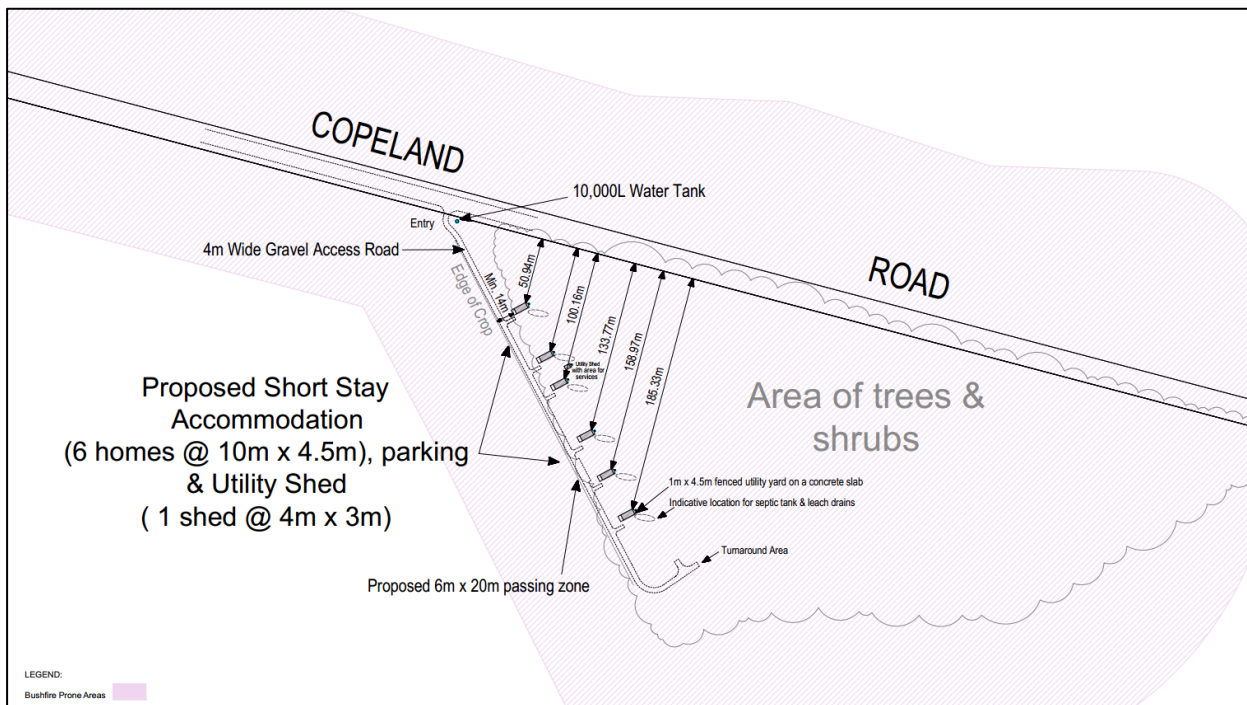 COPELAND
ROAD
10,000L Water Tank
Entry
4m Wide Gravel Access Road
Edge of Crop
Min. 14m
50.94m
100.16m
133.77m
158.97m
185.33m
Utility Shed
with area for
services
Proposed Short Stay
Accommodation
(6 homes @ 10m x 4.5m), parking
& Utility Shed
( 1 shed @ 4m x 3m)
Area of trees &
shrubs
1m x 4.5m fenced utility yard on a concrete slab
Indicative location for septic tank & leach drains
Turnaround Area
Proposed 6m x 20m passing zone
LEGEND:
Bushfire Prone Areas